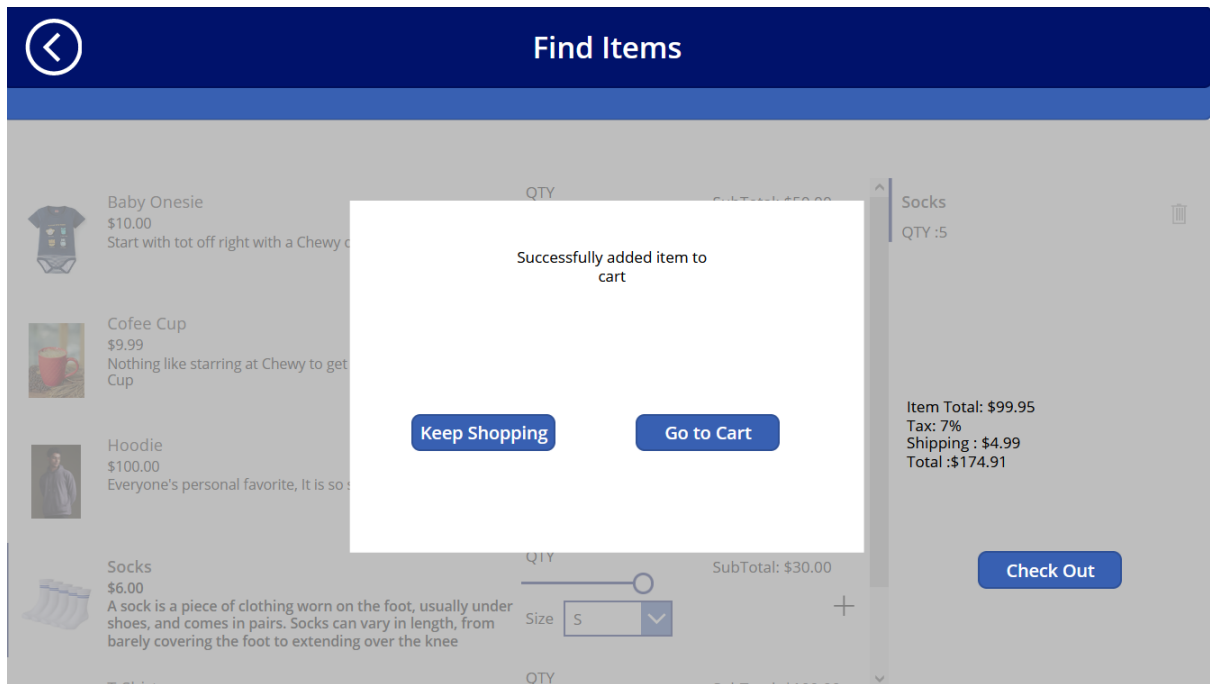 Find Items
Baby Onesie
$10.00
Start with tot off right with a Chewy
QTY
SubTotal: $50.00
Cofee Cup
$9.99
Nothing like starring at Chewy to get
Cup
Hoodie
$100.00
Everyone's personal favorite, It is so
Successfully added item to
cart
Keep Shopping
Go to Cart
Socks
$6.00
A sock is a piece of clothing worn on the foot, usually under
shoes, and comes in pairs. Socks can vary in length, from
barely covering the foot to extending over the knee
QTY
SubTotal: $30.00
Size
S
QTY
Socks
QTY :5
Item Total: $99.95
Tax: 7%
Shipping : $4.99
Total :$174.91
Check Out